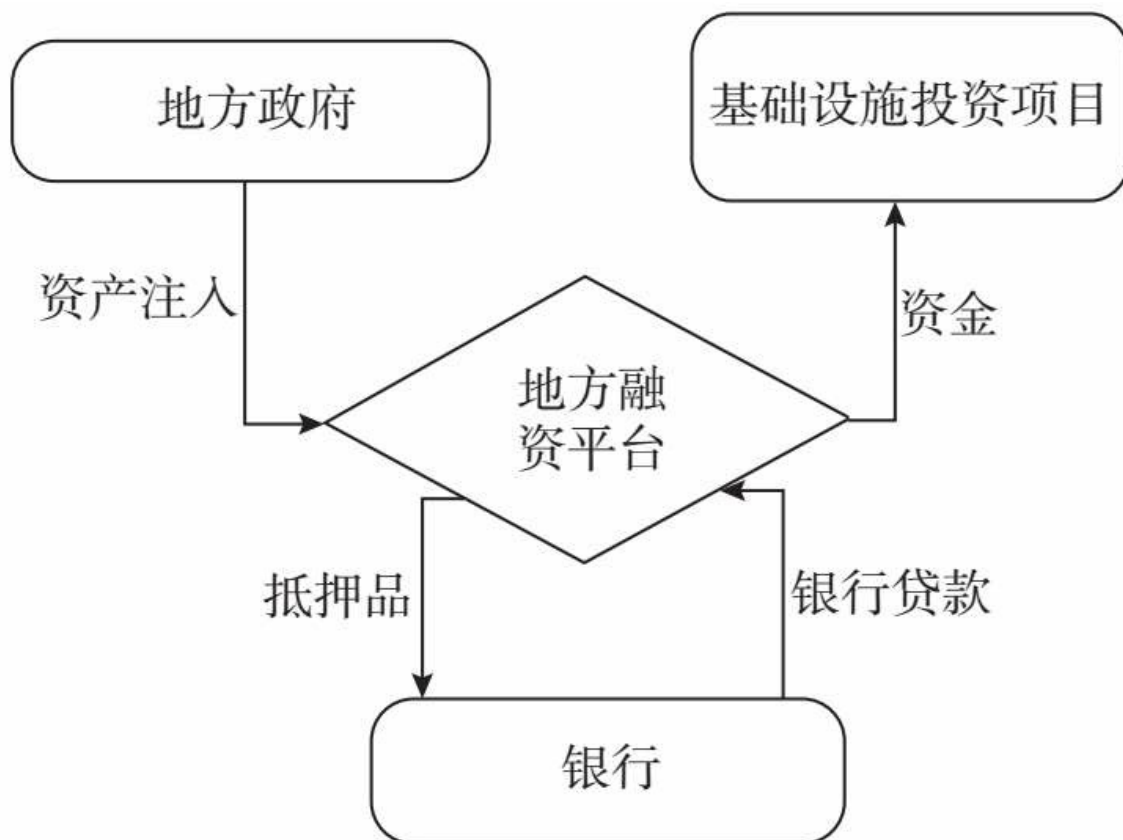 地方政府
基础设施投资项目
资产注入
资金
地方融
资平台
抵押品
银行贷款
银行